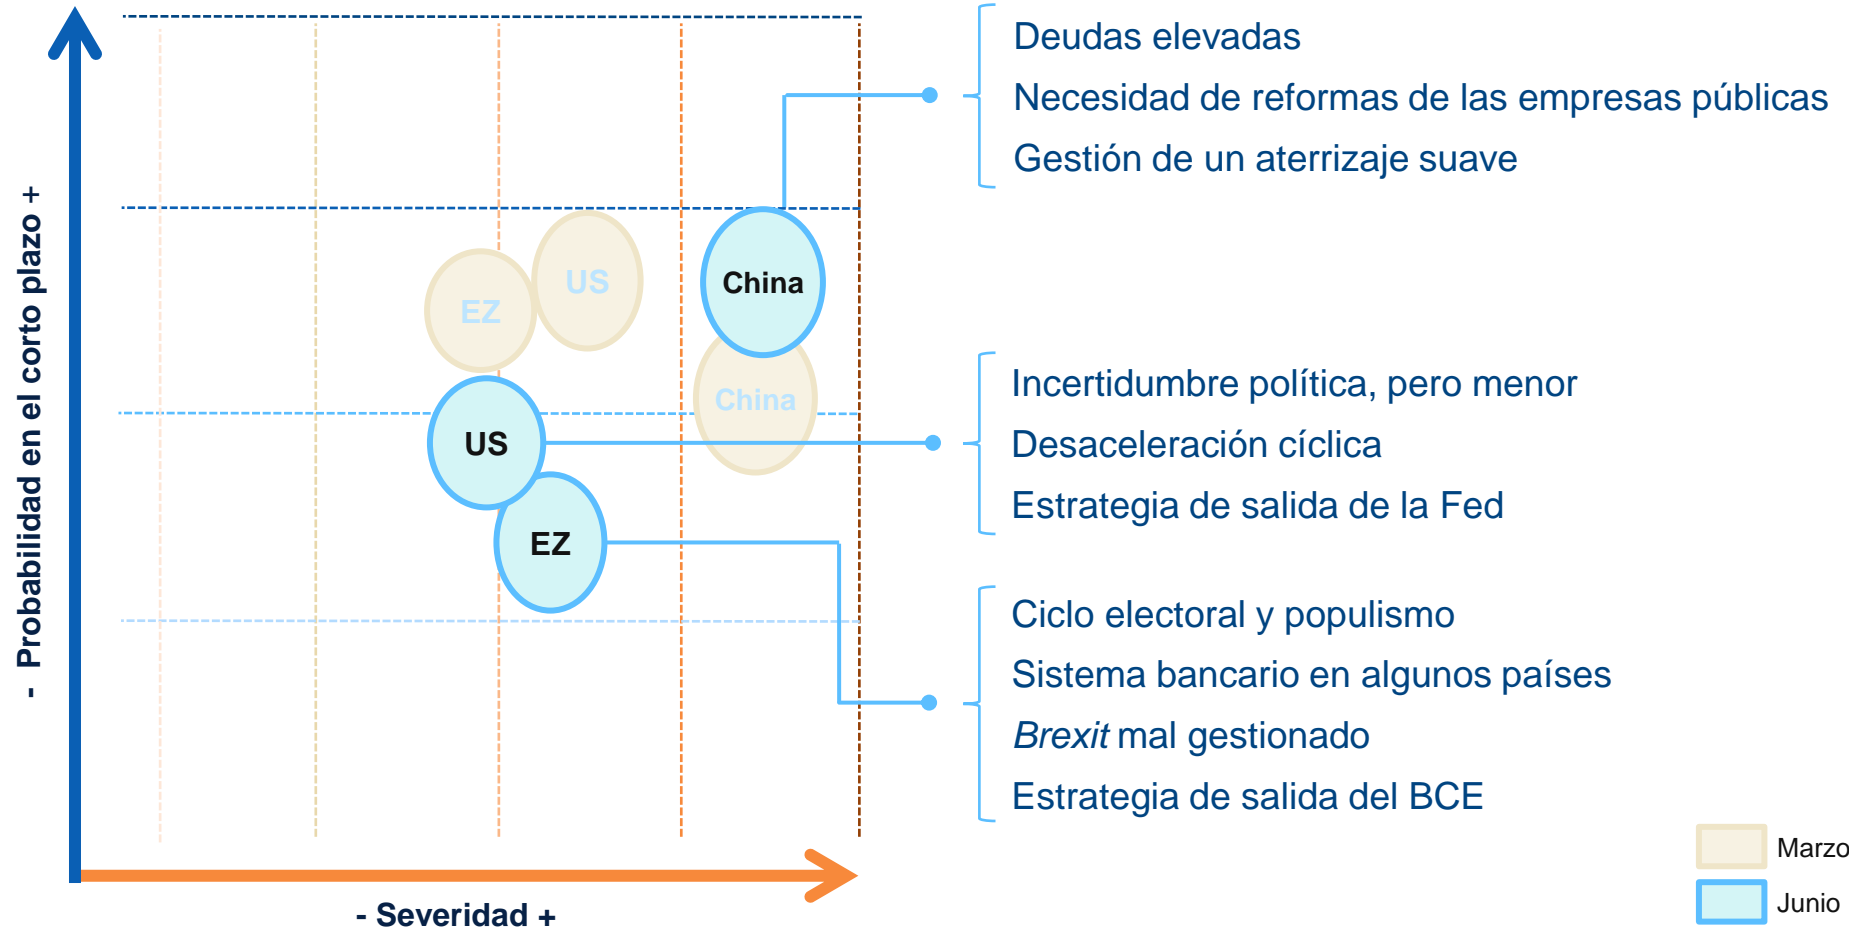 - Probabilidad en el corto plazo +
- Severidad +
EZ
US
China
China
US
EZ
Deudas elevadas
Necesidad de reformas de las empresas públicas
Gestión de un aterrizaje suave
Incertidumbre política, pero menor
Desaceleración cíclica
Estrategia de salida de la Fed
Ciclo electoral y populismo
Sistema bancario en algunos países
Brexit mal gestionado
Estrategia de salida del BCE
Marzo
Junio